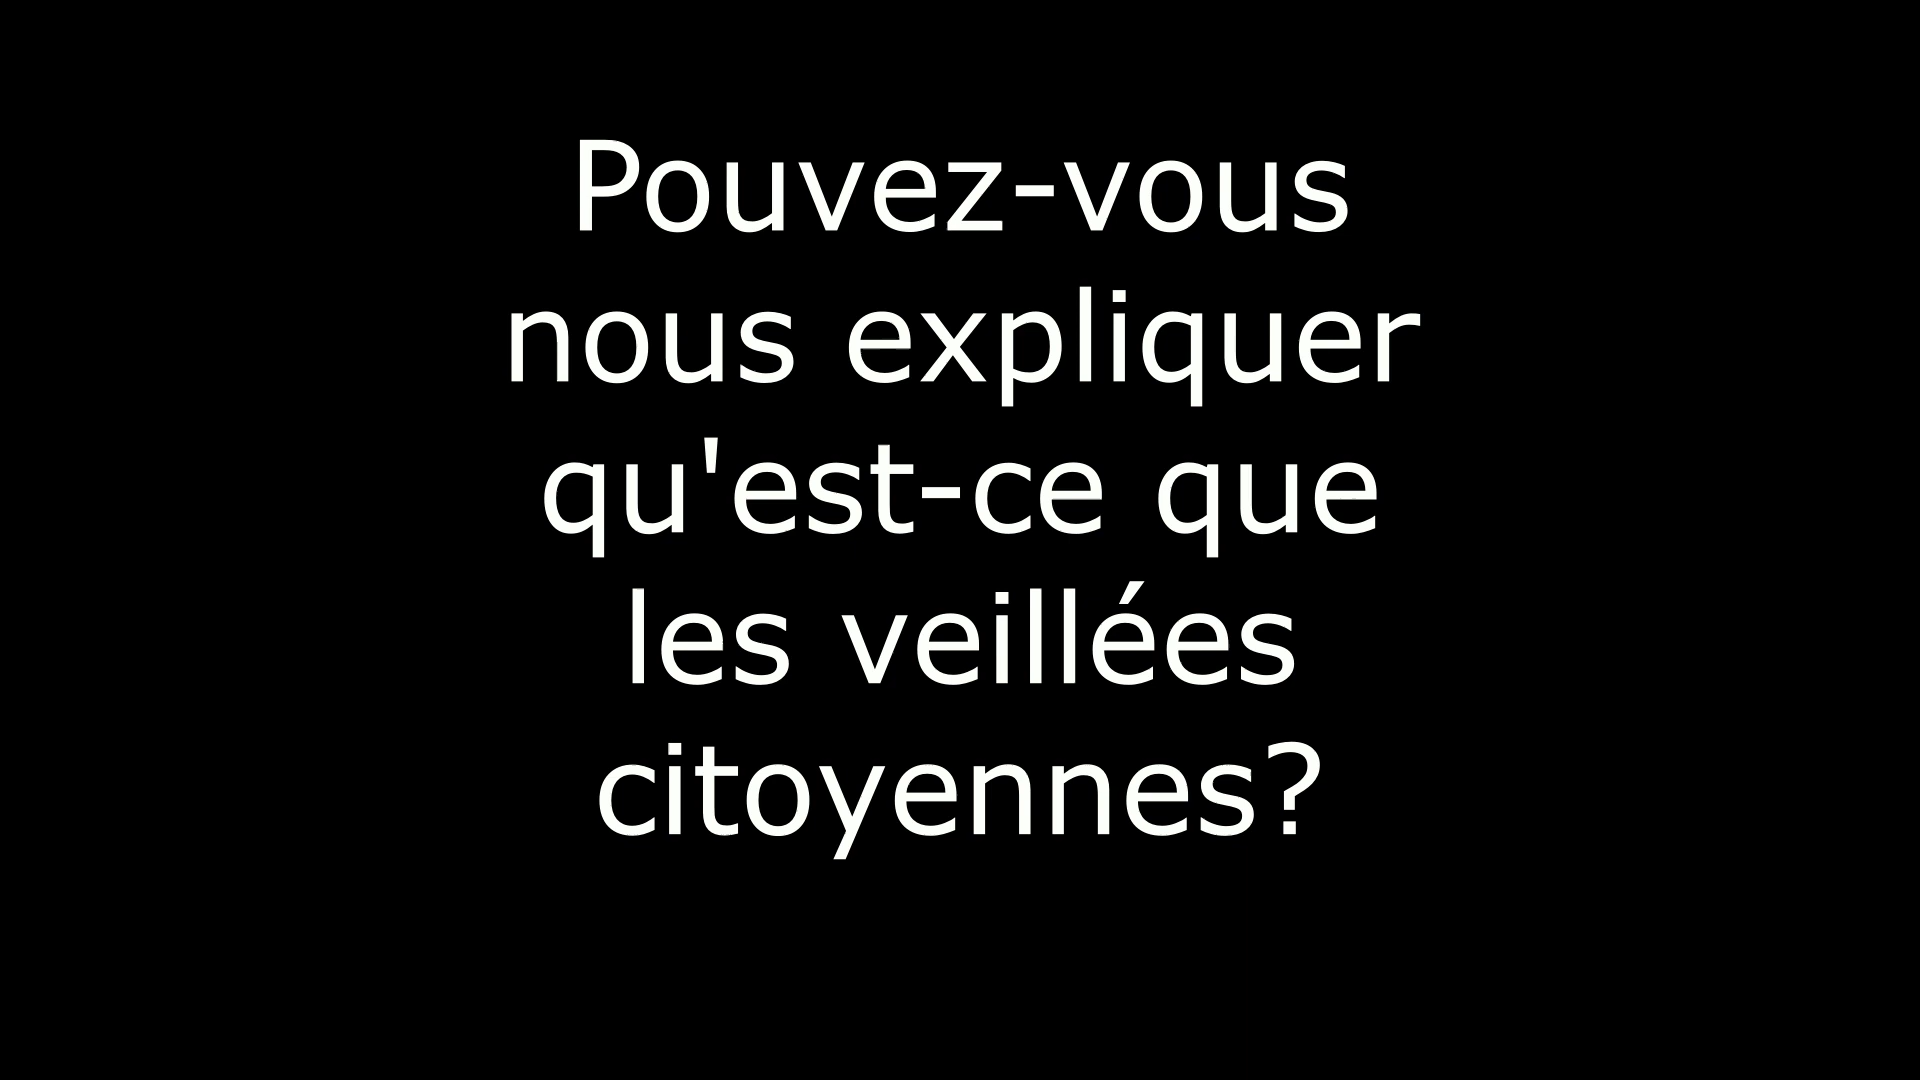 Pouvez-vous
nous expliquer
qu'est-ce que
les veillées
citoyennes?